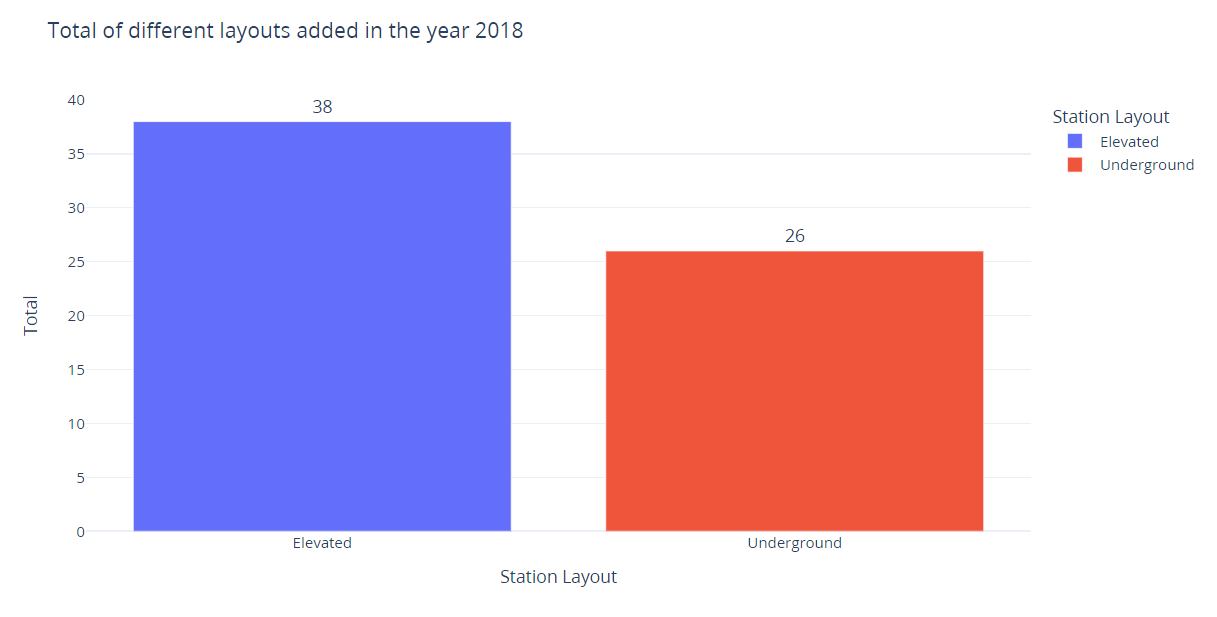 Total of different layouts added in the year 2018
40
35
30
25
20
15
10
5
0
Total
38
26
Elevated
Underground
Station Layout
Station Layout
Elevated
Underground